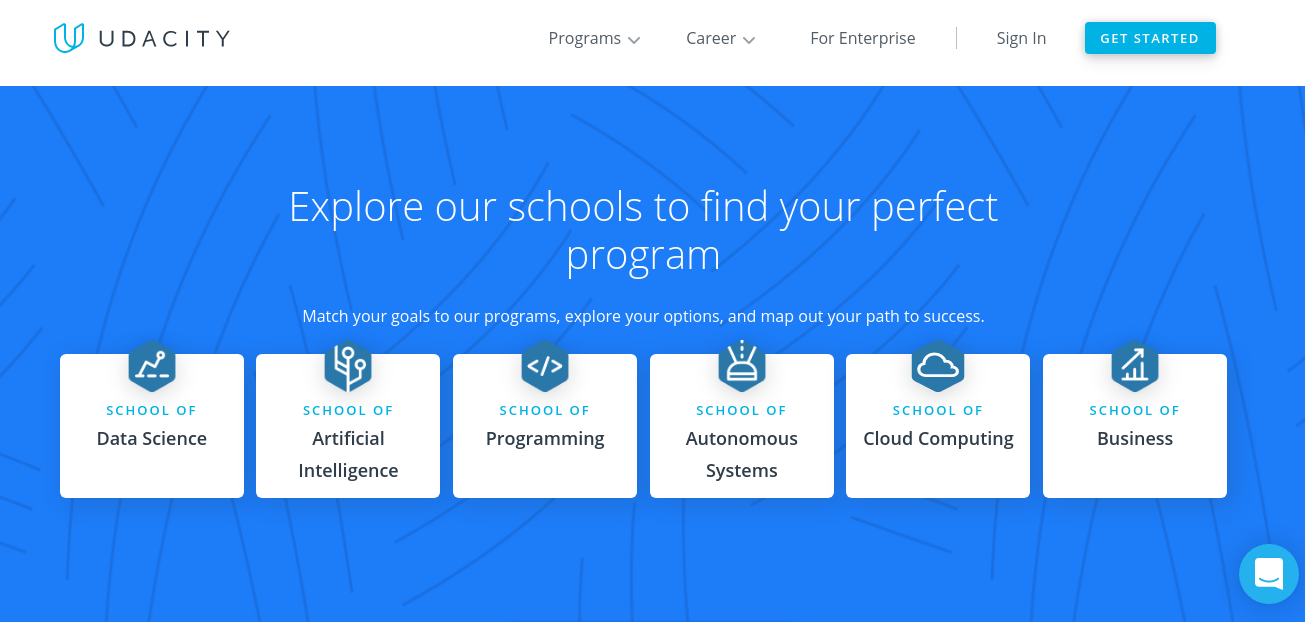 UDACITY
Programs
Career
For Enterprise
Sign In
GET STARTED
Explore our schools to find your perfect
program
Match your goals to our programs, explore your options, and map out your path to success.
SCHOOL OF
Data Science
SCHOOL OF
Artificial
Intelligence
SCHOOL OF
Programming
SCHOOL OF
Autonomous
Systems
SCHOOL OF
Cloud Computing
SCHOOL OF
Business